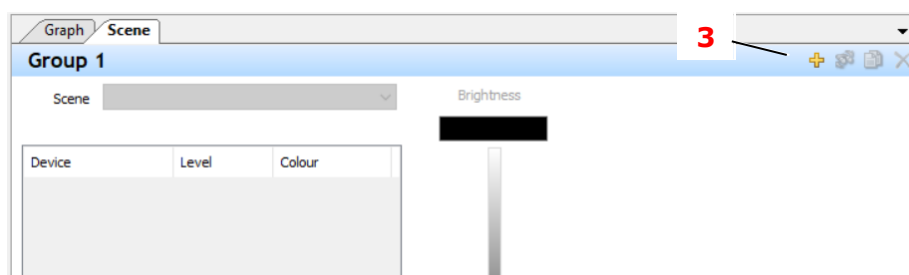 Graph Scene
3
Group 1
Scene
Brightness
Device Level Colour